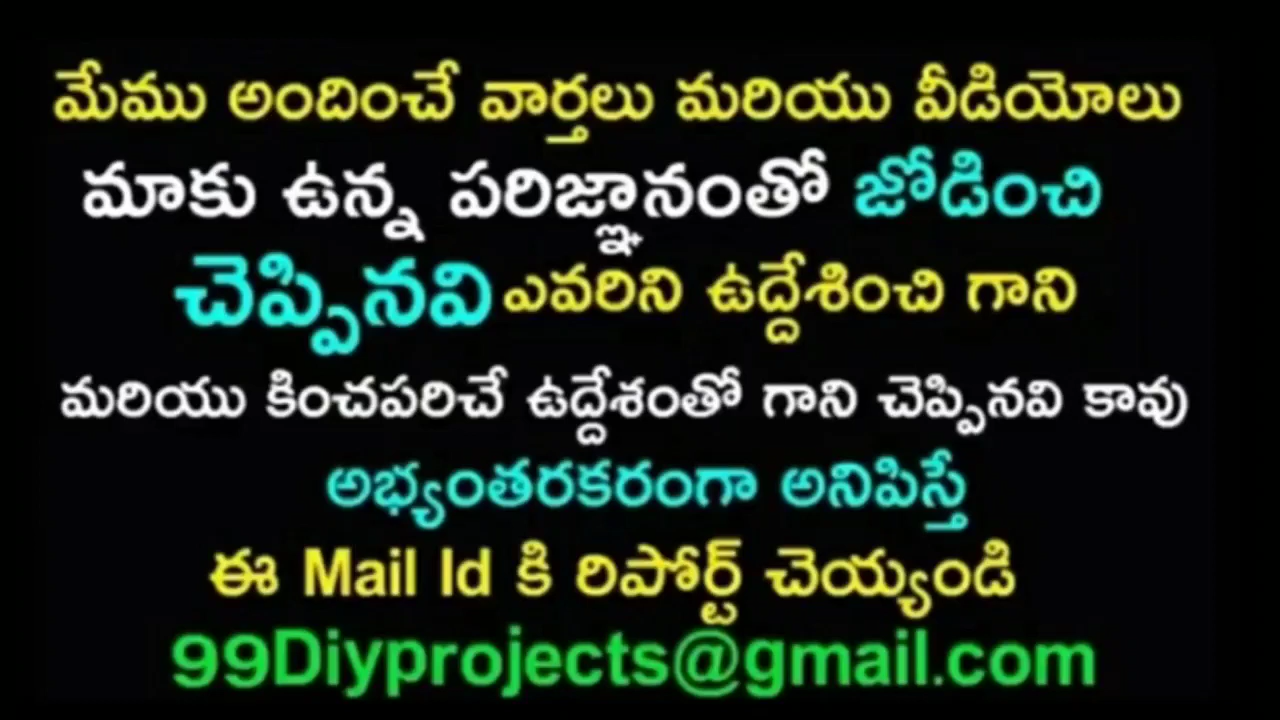 మేము అందించే వార్తలు మరియు వీడియోలు
మాకు ఉన్న పరిజ్ఞానంతో జోడించి
చెప్పినవి ఎవరిని ఉద్దేశించి గాని
మరియు కించపరిచే ఉద్దేశంతో గాని చెప్పినవి కావు
అభ్యంతరకరంగా అనిపిస్తే
ఈ Mail Id కి రిపోర్ట్ చెయ్యండి
99Diyprojects@gmail.com